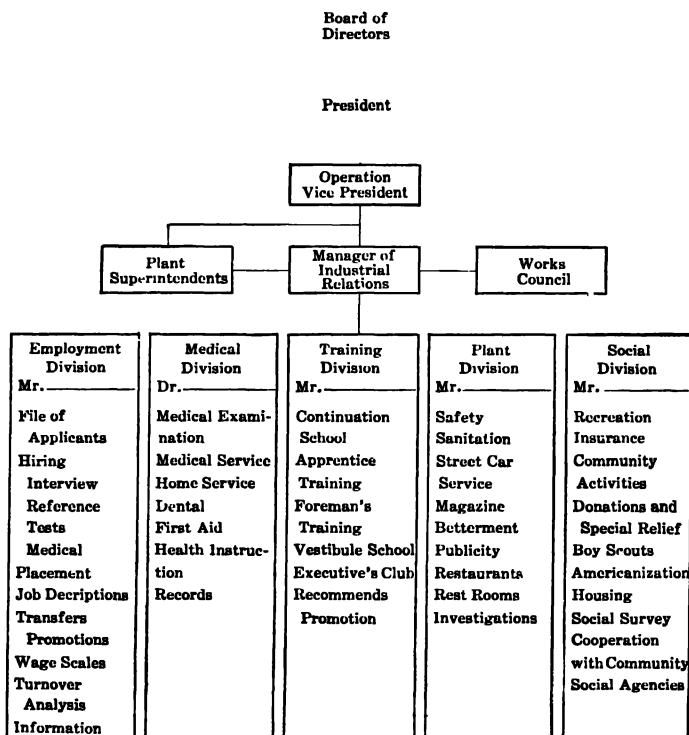 Board of
Directors
President
Operation
Vice President
Plant
Superintendents
Manager of
Industrial
Relations
Works
Council
Employment
Division
Mr.
File of
Applicants
Hiring
Interview
Reference
Tests
Medical
Placement
Job Decriptions
Transfers
Promotions
Wage Scales
Turnover
Analysis
Information
Medical
Division
Dr.
Medical Exami-
nation
Medical Service
Home Service
Dental
First Aid
Health Instruc-
tion
Records
Training
Division
Mr.
Continuation
School
Apprentice
Training
Foreman's
Training
Vestibule School
Executive's Club
Recommends
Promotion
Plant
Division
Mr.
Safety
Sanitation
Street Car
Service
Magazine
Betterment
Publicity
Restaurants
Rest Rooms
Investigations
Social
Division
Mr.
Recreation
Insurance
Community
Activities
Donations and
Special Relief
Boy Scouts
Americanization
Housing
Social Survey
Cooperation
with Community
Social Agencies